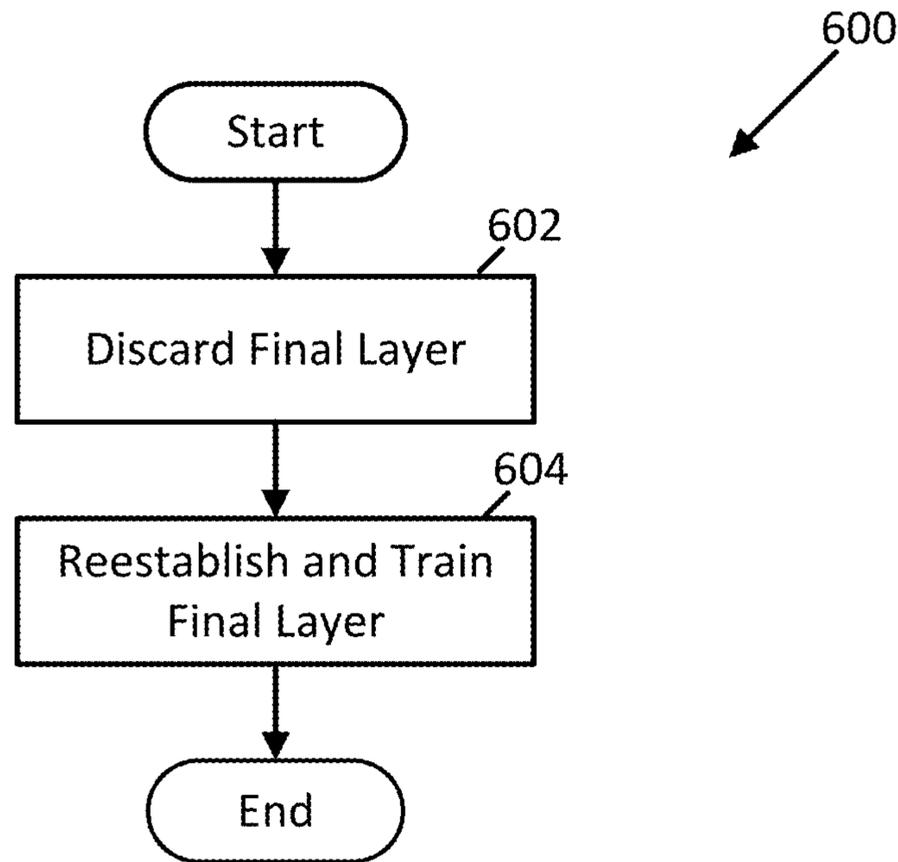 600
Start
602
Discard Final Layer
604
Reestablish and Train
Final Layer
End